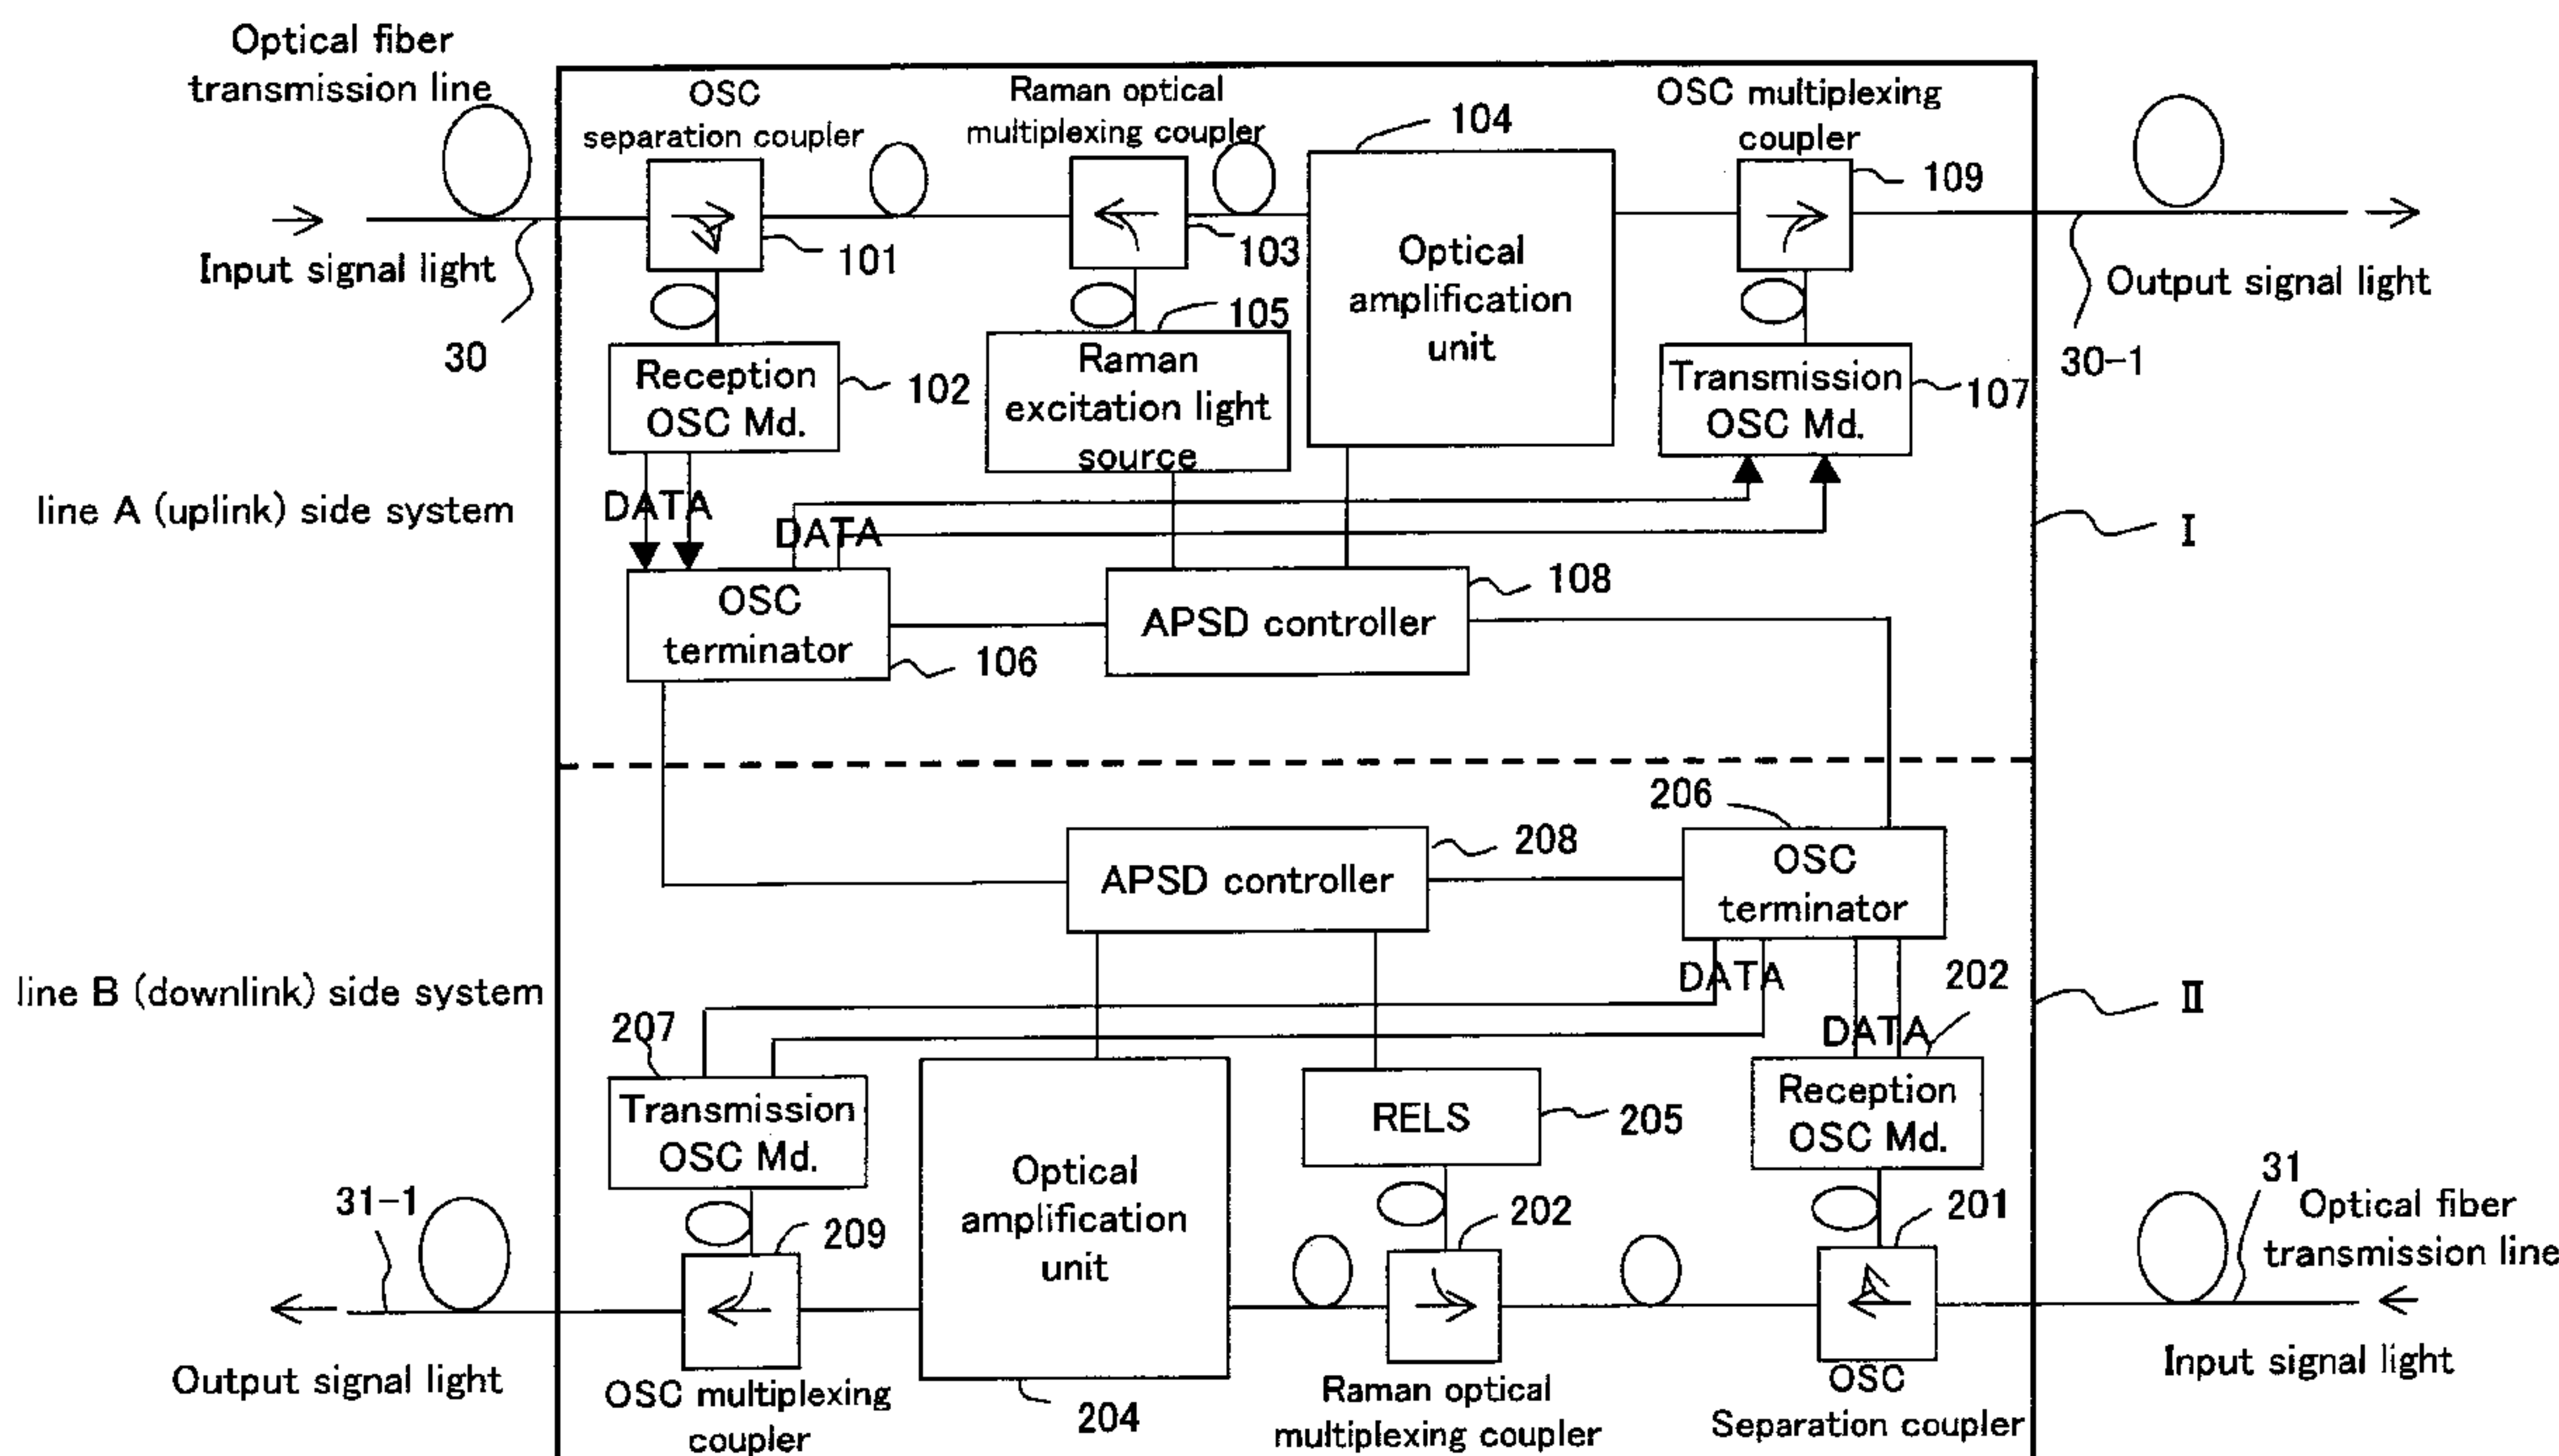 Optical fiber
transmission line
OSC
separation coupler
Raman optical
multiplexing coupler
104
OSC multiplexing
coupler
109
101
103
Input signal light
Optical
amplification
unit
Output signal light
30
105
30-1
Reception
OSC Md.
102
Raman
excitation light
source
Transmission
OSC Md.
107
line A (uplink) side system
DATA
DATA
I
OSC
terminator
106
APSD controller
108
206
APSD controller
208
OSC
terminator
line B (downlink) side system
DATA
202
II
207
DATA
Transmission
OSC Md.
RELS
205
Reception
OSC Md.
31-1
209
Optical
amplification
unit
202
201
31
Optical fiber
transmission line
Output signal light
OSC multiplexing
coupler
204
Raman optical
multiplexing coupler
OSC
Separation coupler
Input signal light